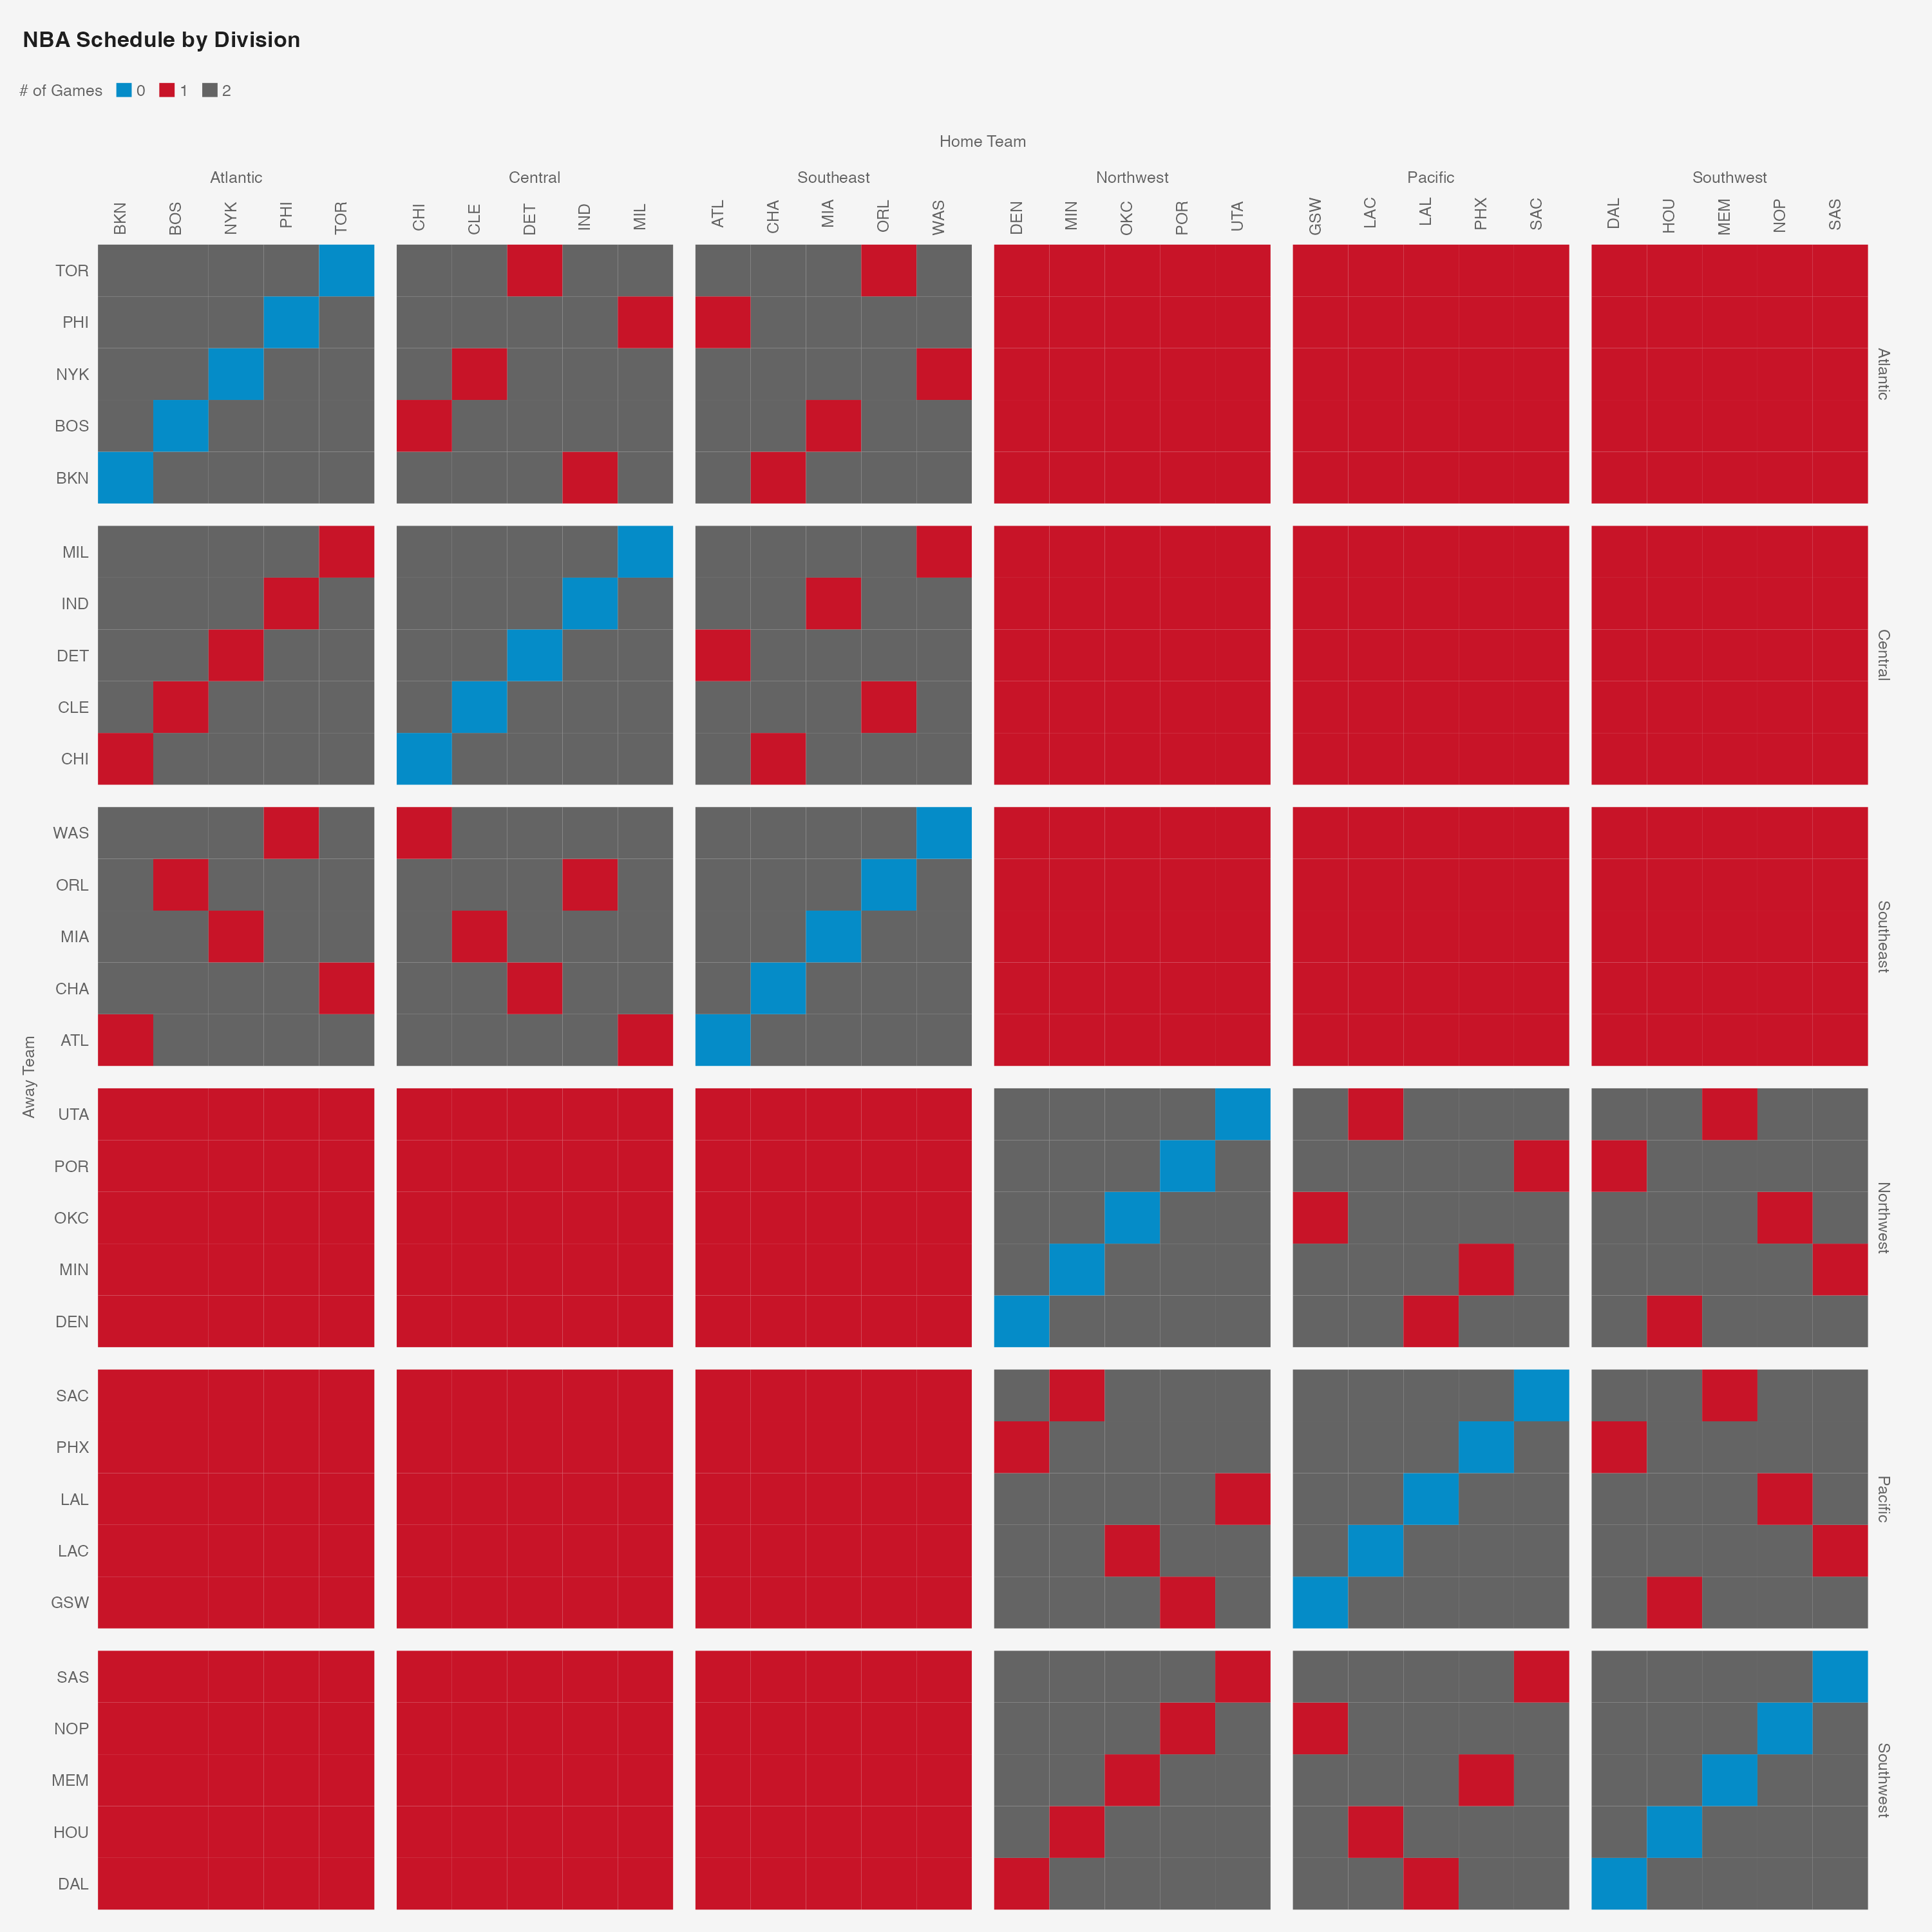 NBA Schedule by Division
# of Games 0 1 2
Home Team
Atlantic Central Southeast Northwest Pacific Southwest
BKN BOS NYK PHI TOR CHI CLE DET IND MIL ATL CHA MIA ORL WAS DEN MIN OKC POR UTA GSW LAC LAL PHX SAC DAL HOU MEM NOP SAS
TOR
PHI
NYK
BOS
BKN
Atlantic
MIL
IND
DET
CLE
CHI
Central
WAS
ORL
MIA
CHA
ATL
Southeast
Away Team
UTA
POR
OKC
MIN
DEN
Northwest
SAC
PHX
LAL
LAC
GSW
Pacific
SAS
NOP
MEM
HOU
DAL
Southwest